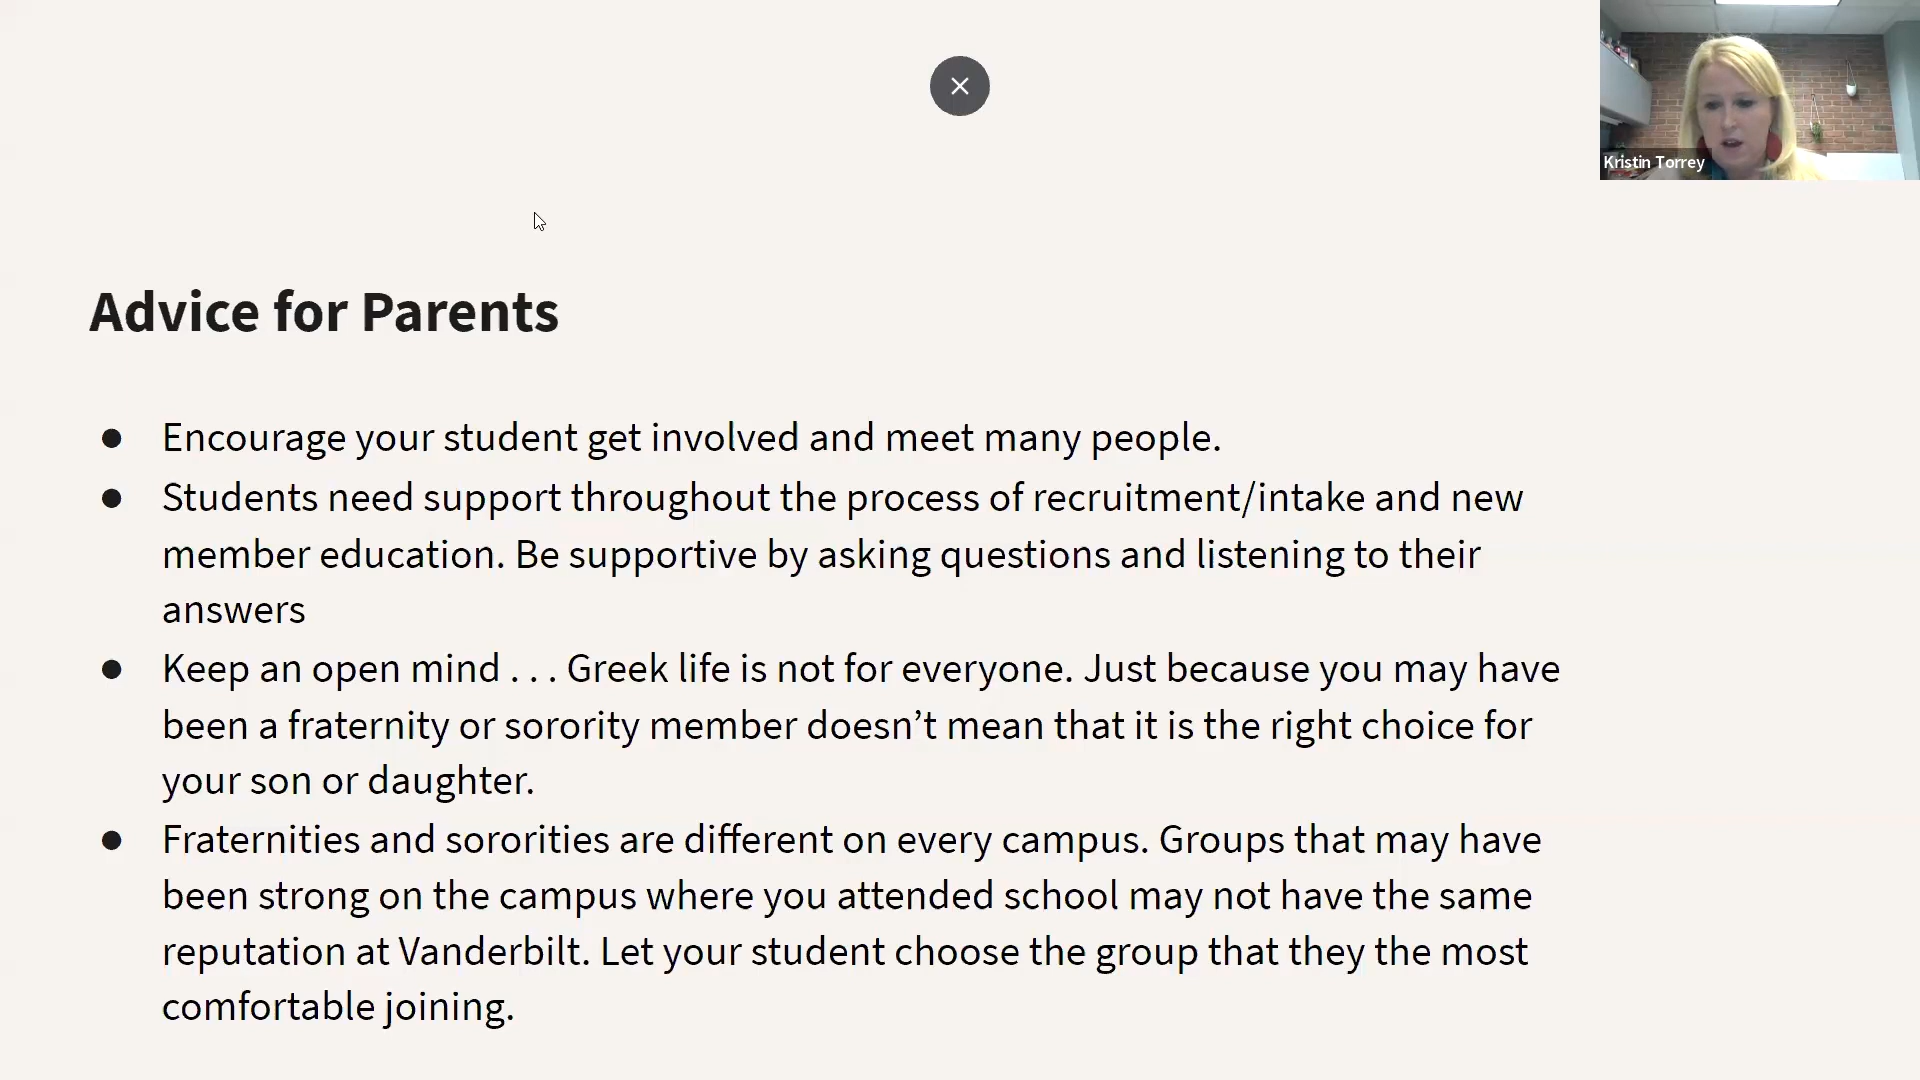 Kristin Torrey
Advice for Parents
● Encourage your student get involved and meet many people.
● Students need support throughout the process of recruitment/intake and new
member education. Be supportive by asking questions and listening to their
answers
● Keep an open mind . . . Greek life is not for everyone. Just because you may have
been a fraternity or sorority member doesn’t mean that it is the right choice for
your son or daughter.
● Fraternities and sororities are different on every campus. Groups that may have
been strong on the campus where you attended school may not have the same
reputation at Vanderbilt. Let your student choose the group that they the most
comfortable joining.